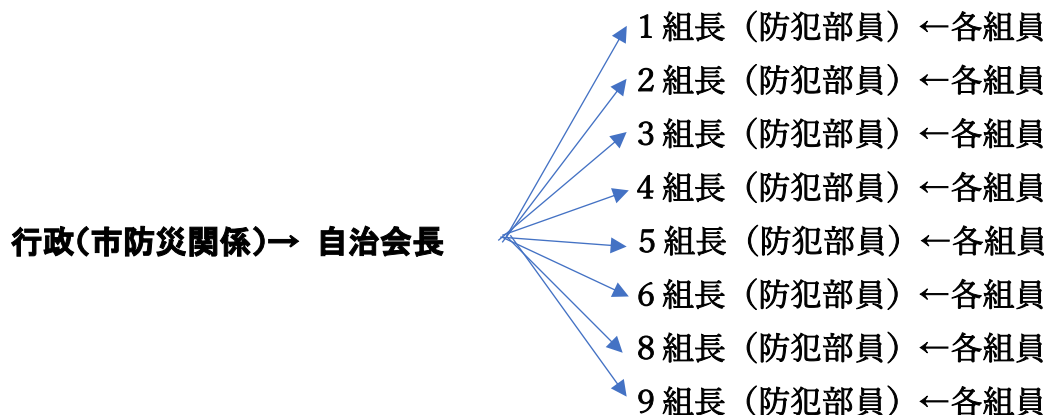 1 組長（防犯部員）←各組員
2 組長（防犯部員）←各組員
3 組長（防犯部員）←各組員
4 組長（防犯部員）←各組員
行政(市防災関係)→ 自治会長
5 組長（防犯部員）←各組員
6 組長（防犯部員）←各組員
8 組長（防犯部員）←各組員
9 組長（防犯部員）←各組員